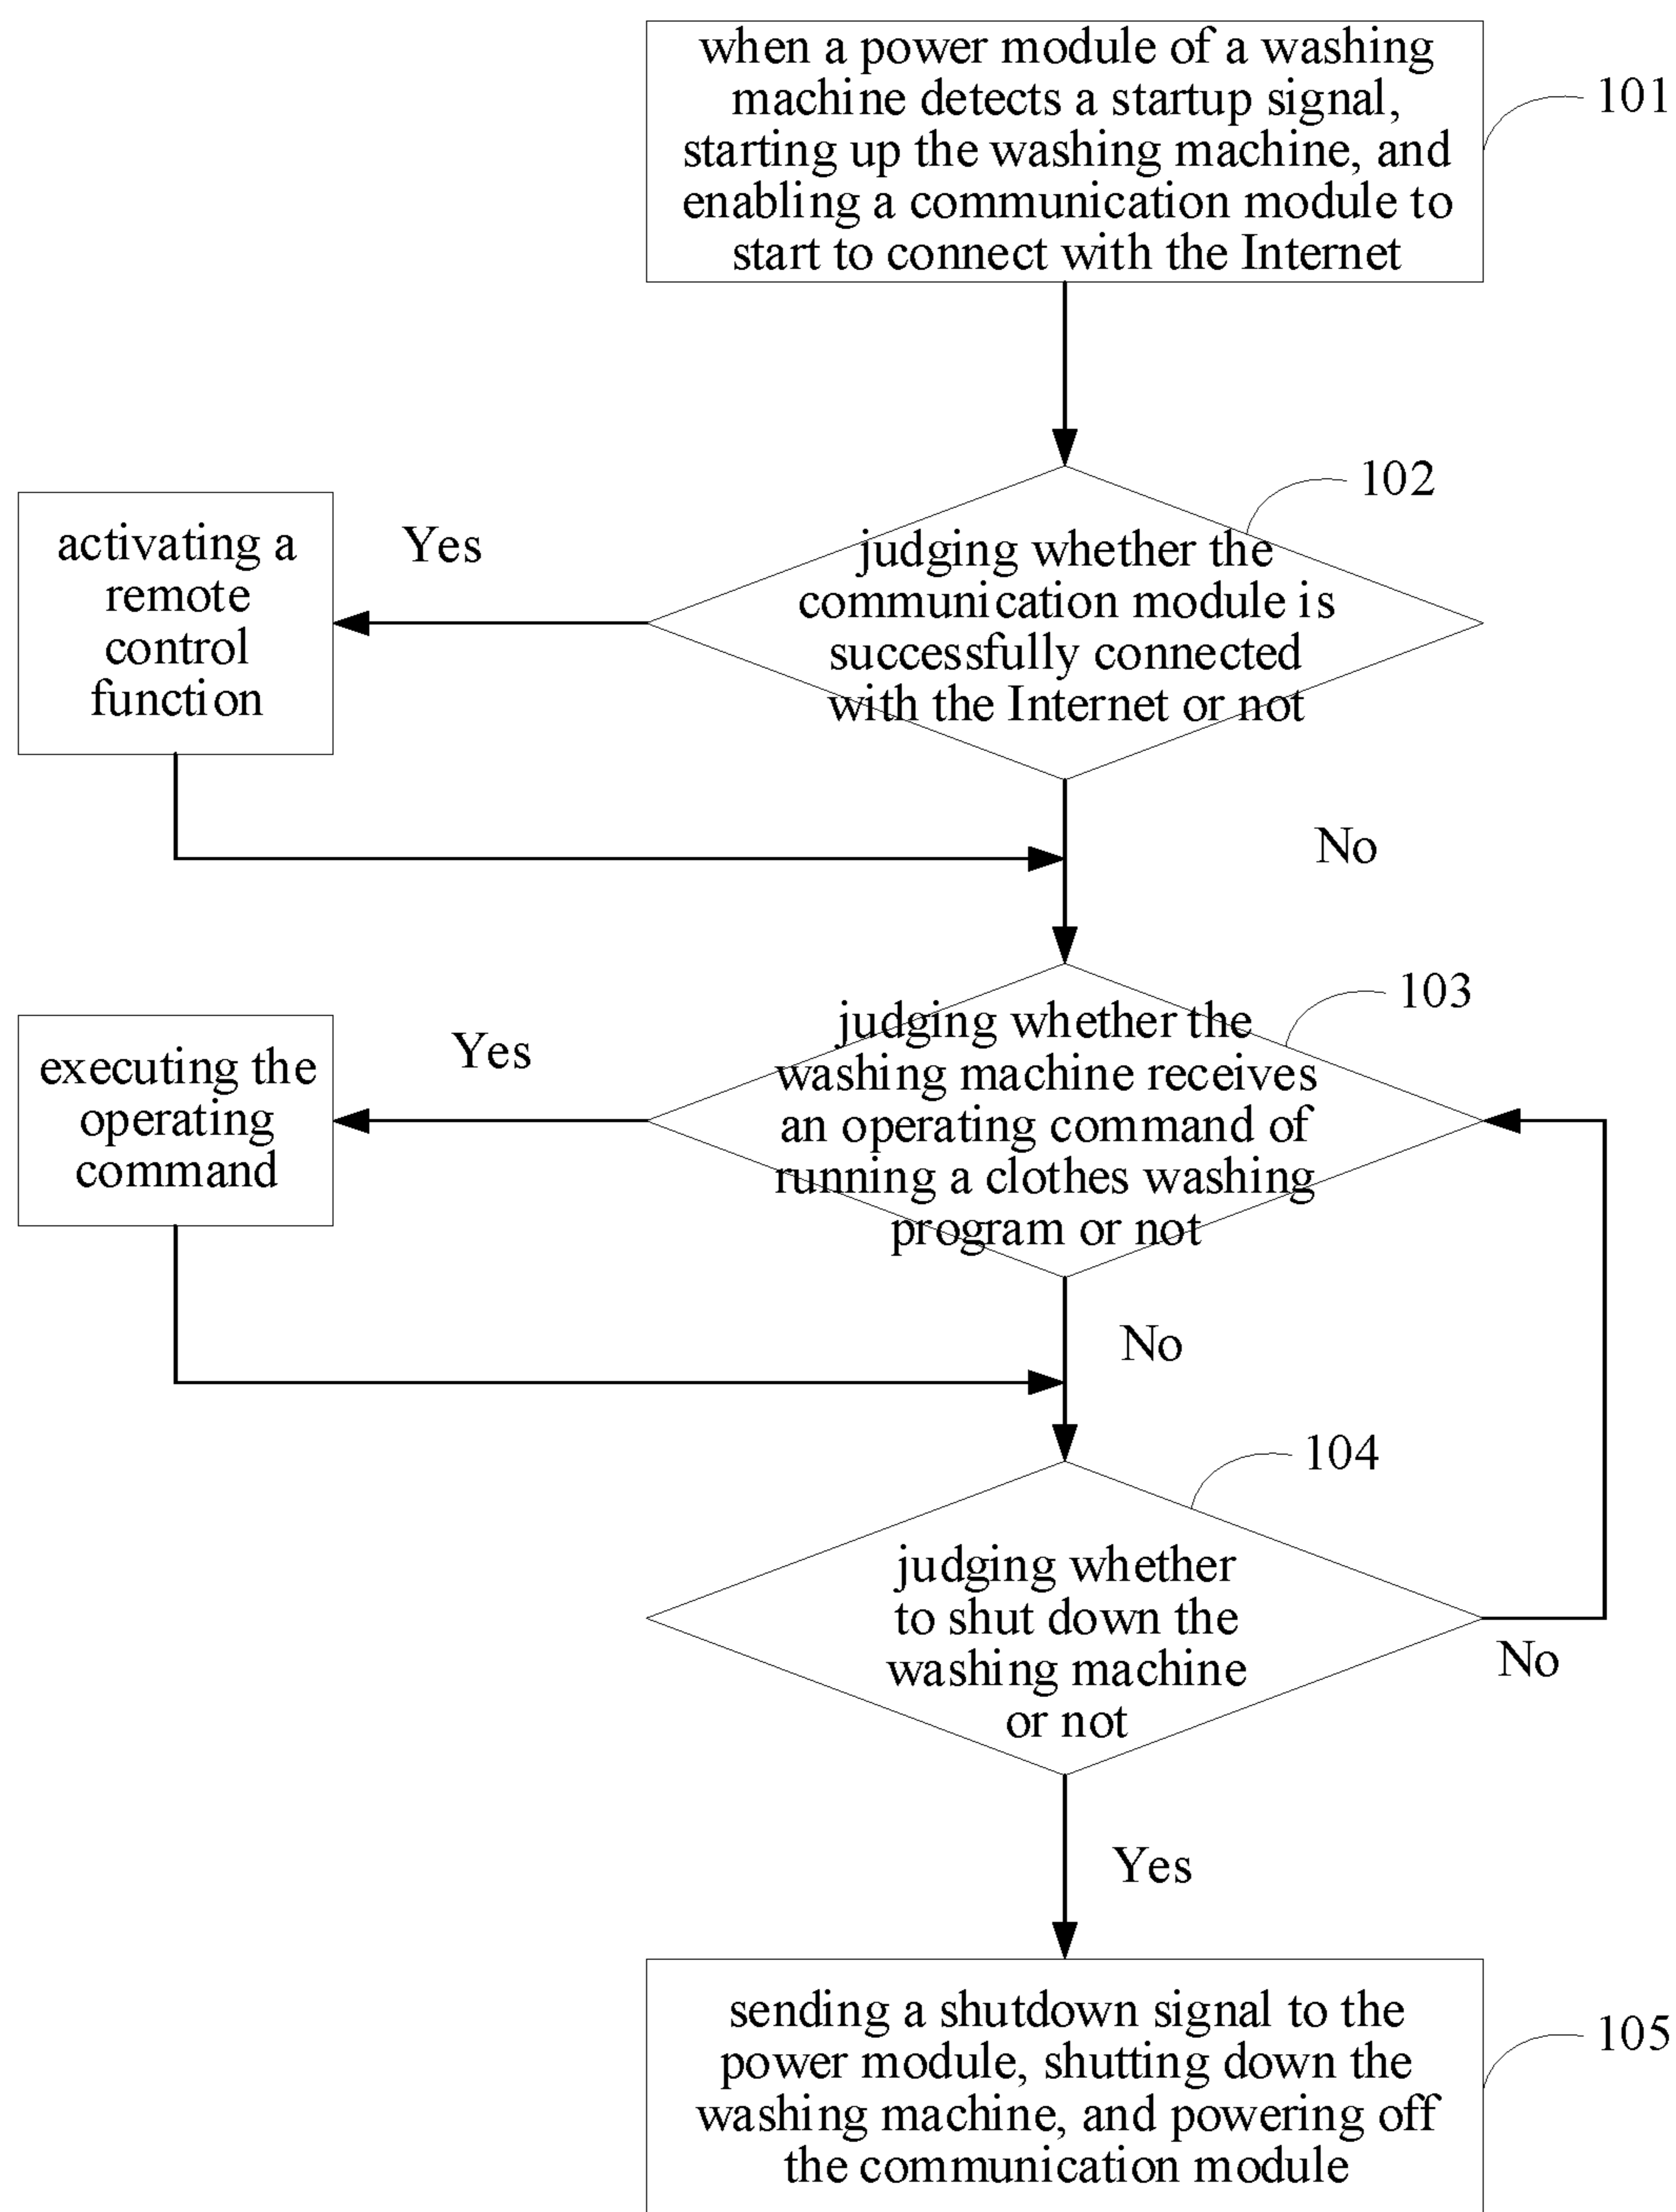 when a power module of a washing
machine detects a startup signal,
starting up the washing machine, and
enabling a communication module to
start to connect with the Internet
101
102
judging whether the
communication module is
successfully connected
with the Internet or not
Yes
activating a
remote
control
function
No
103
judging whether the
washing machine receives
an operating command of
running a clothes washing
program or not
Yes
executing the
operating
command
No
104
judging whether
to shut down the
washing machine
or not
No
Yes
sending a shutdown signal to the
power module, shutting down the
washing machine, and powering off
the communication module
105